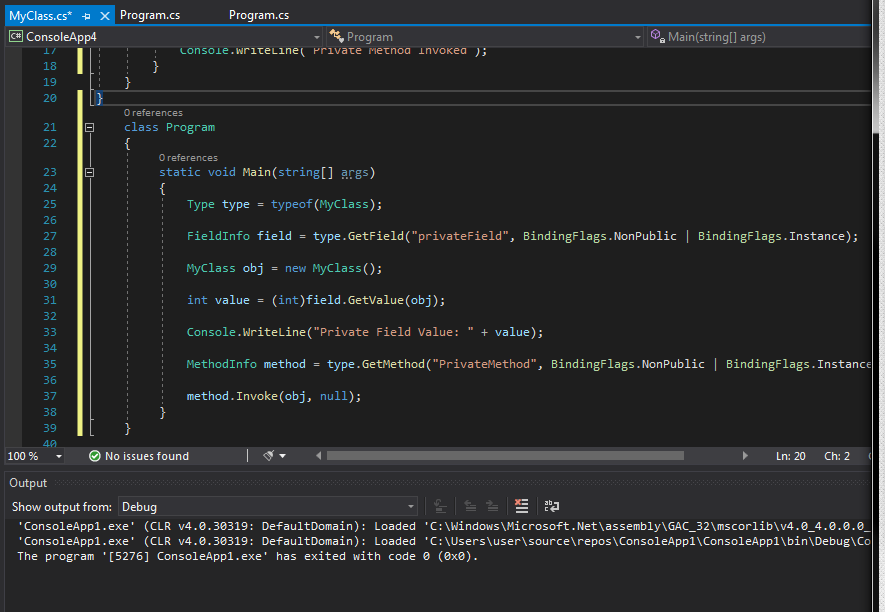 MyClass.cs*
Program.cs
Program.cs
C# ConsoleApp4
Program
Main(string[] args)
17 Console.WriteLine("Private Method Invoked");
18 }
19 }
20 }
0 references
21 class Program
22 {
0 references
23 static void Main(string[] args)
24 {
25 Type type = typeof(MyClass);
26
27 FieldInfo field = type.GetField("privateField", BindingFlags.NonPublic | BindingFlags.Instance);
28
29 MyClass obj = new MyClass();
30
31 int value = (int)field.GetValue(obj);
32
33 Console.WriteLine("Private Field Value: " + value);
34
35 MethodInfo method = type.GetMethod("PrivateMethod", BindingFlags.NonPublic | BindingFlags.Instance
36
37 method.Invoke(obj, null);
38 }
39 }
40
100 %
No issues found
Ln: 20 Ch: 2
Output
Show output from: Debug
'ConsoleApp1.exe' (CLR v4.0.30319: DefaultDomain): Loaded 'C:\Windows\Microsoft.Net\assembly\GAC_32\mscorlib\v4.0_4.0.0.0_
'ConsoleApp1.exe' (CLR v4.0.30319: DefaultDomain): Loaded 'C:\Users\user\source\repos\ConsoleApp1\ConsoleApp1\bin\Debug\Co
The program '[5276] ConsoleApp1.exe' has exited with code 0 (0x0).